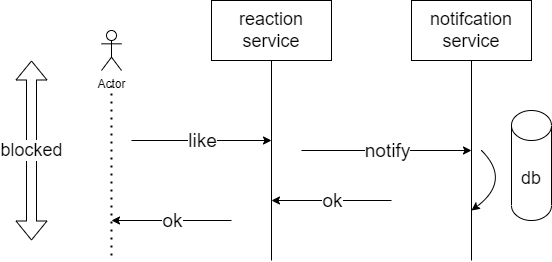 reaction
service
notifcation
service
Actor
blocked
like
notify
db
ok
ok